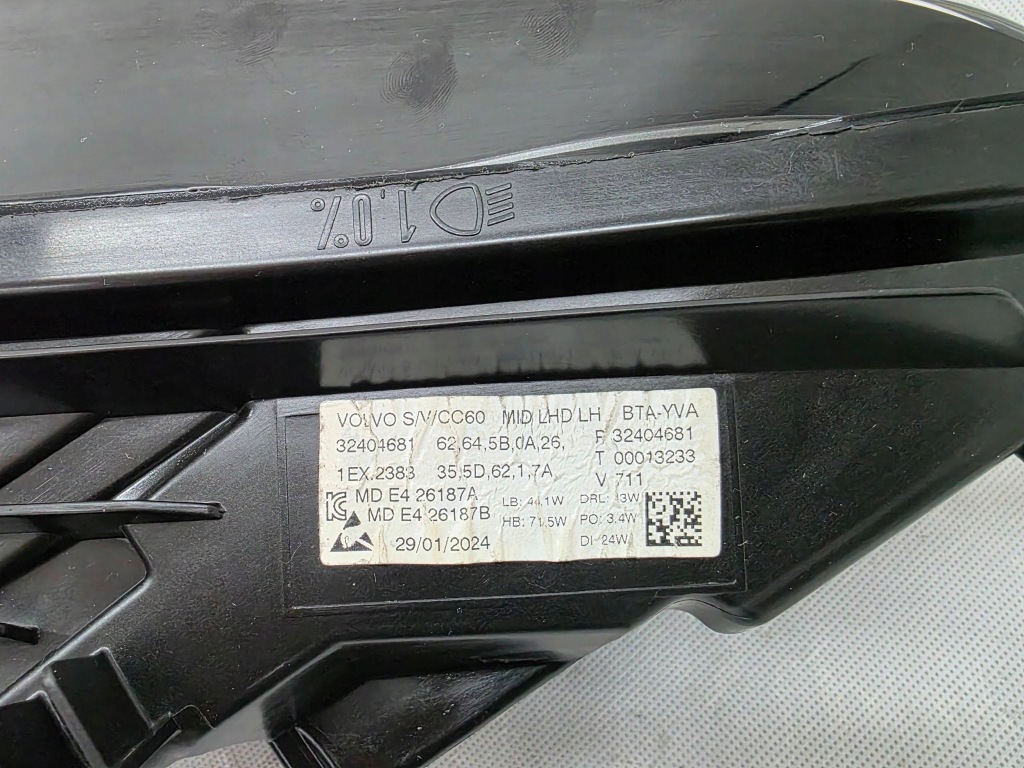 1.0%
VOLVO S/V/CC60 MID LHD LH BTA-YVA
32404681 62,64,5B,0A,26, P 32404681
1EX.2383 35,5D,62,1,7A T 00013233
V 711
MD E4 26187A LB: 44.1W DRL:
MD E4 26187B HB: 71.5W PO: 3.4W
29/01/2024 DI 24W